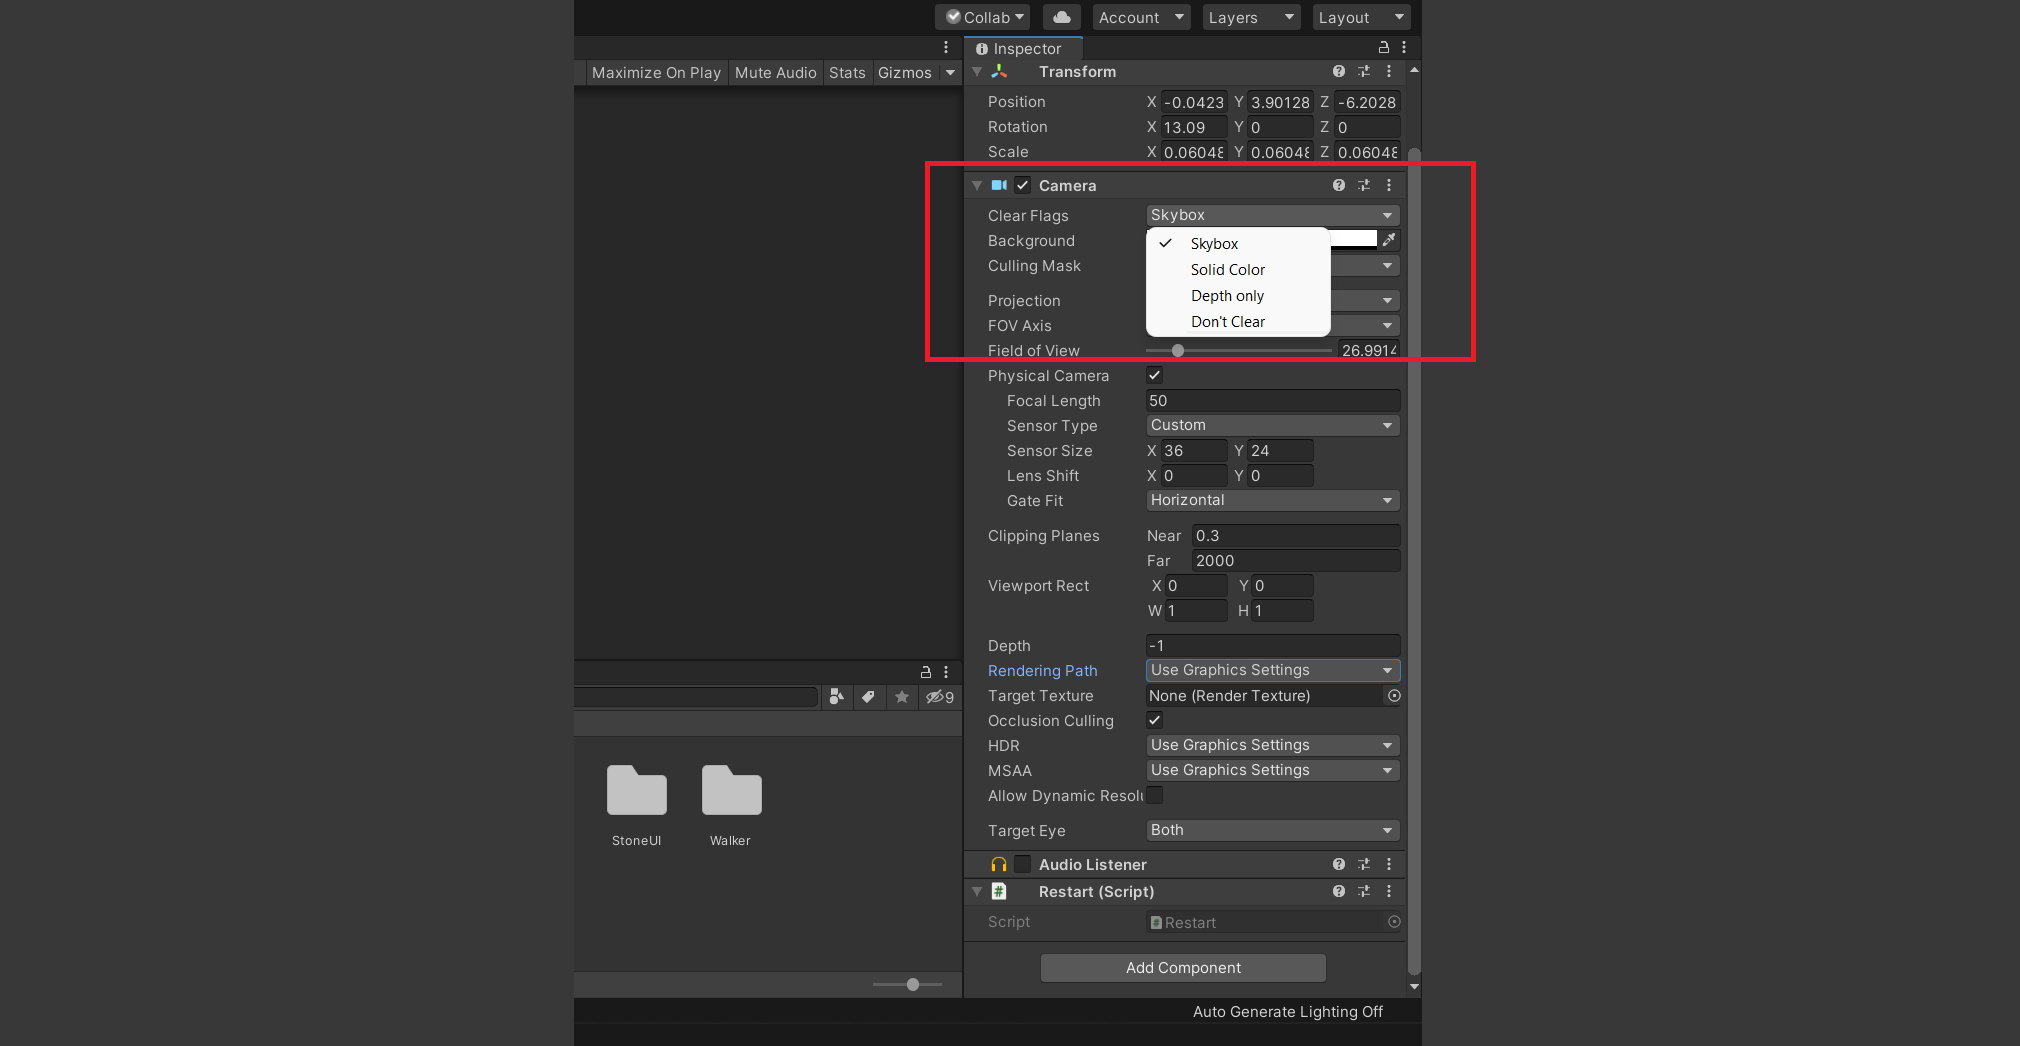 Collab
Account
Layers
Layout
Inspector
Maximize On Play
Mute Audio
Stats
Gizmos
Transform
Position X -0.0423 Y 3.90128 Z -6.2028
Rotation X 13.09 Y 0 Z 0
Scale X 0.06048 Y 0.06048 Z 0.06048
Camera
Clear Flags Skybox
Background
Culling Mask
Projection
FOV Axis
Skybox
Solid Color
Depth only
Don't Clear
Field of View 26.9914
Physical Camera
Focal Length 50
Sensor Type Custom
Sensor Size X 36 Y 24
Lens Shift X 0 Y 0
Gate Fit Horizontal
Clipping Planes Near 0.3
Far 2000
Viewport Rect X 0 Y 0
W 1 H 1
Depth -1
Rendering Path Use Graphics Settings
Target Texture None (Render Texture)
Occlusion Culling
HDR Use Graphics Settings
MSAA Use Graphics Settings
Allow Dynamic Resolu
Target Eye Both
Audio Listener
Restart (Script)
Script Restart
Add Component
9
StoneUI
Walker
Auto Generate Lighting Off